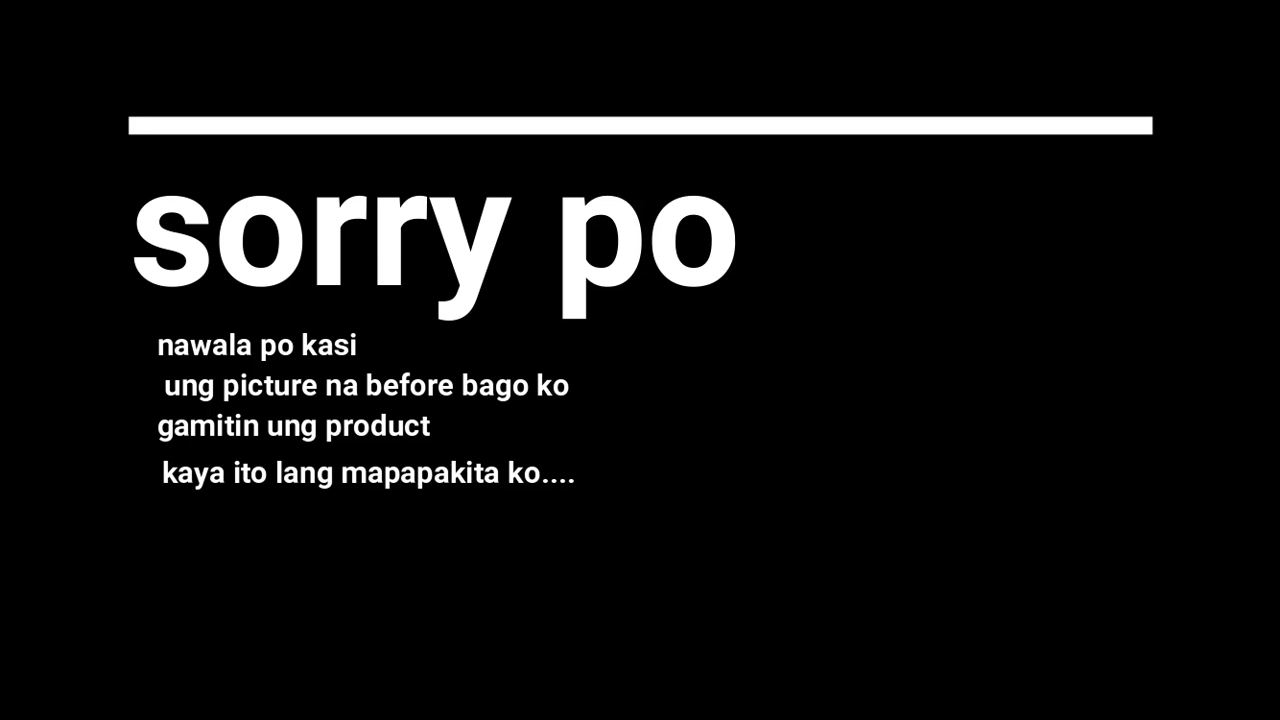 sorry po
nawala po kasi
ung picture na before bago ko
gamitin ung product
kaya ito lang mapapakita ko....